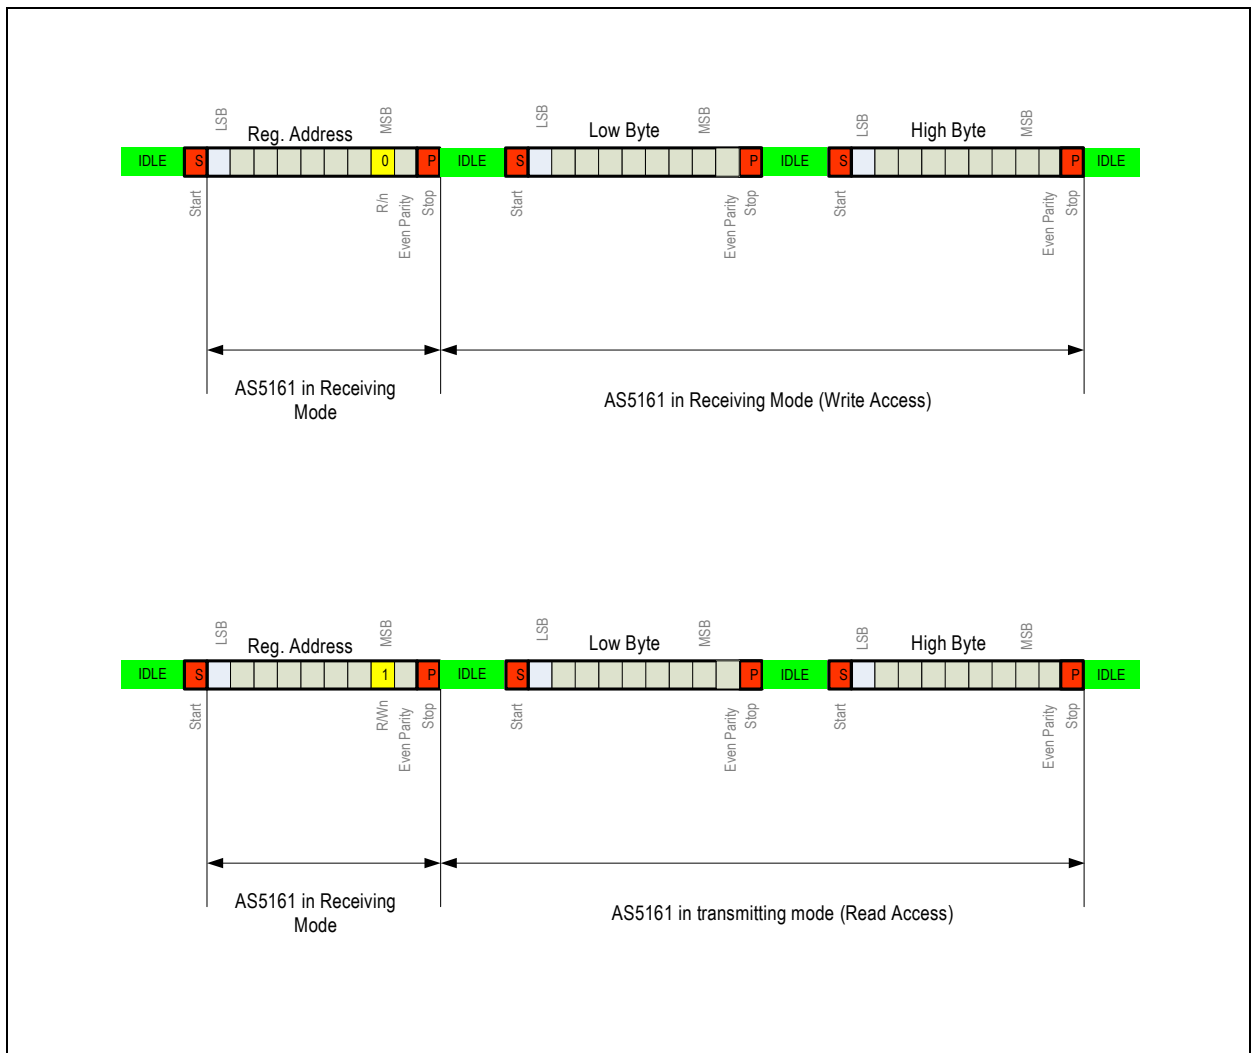 LSB Reg. Address MSB LSB Low Byte MSB LSB High Byte MSB
IDLE S 0 P IDLE S P IDLE S P IDLE
Start R/n Even Parity Stop Start Even Parity Stop Start Even Parity Stop
AS5161 in Receiving
Mode
AS5161 in Receiving Mode (Write Access)
LSB Reg. Address MSB LSB Low Byte MSB LSB High Byte MSB
IDLE S 1 P IDLE S P IDLE S P IDLE
Start R/Wn Even Parity Stop Start Even Parity Stop Start Even Parity Stop
AS5161 in Receiving
Mode
AS5161 in transmitting mode (Read Access)